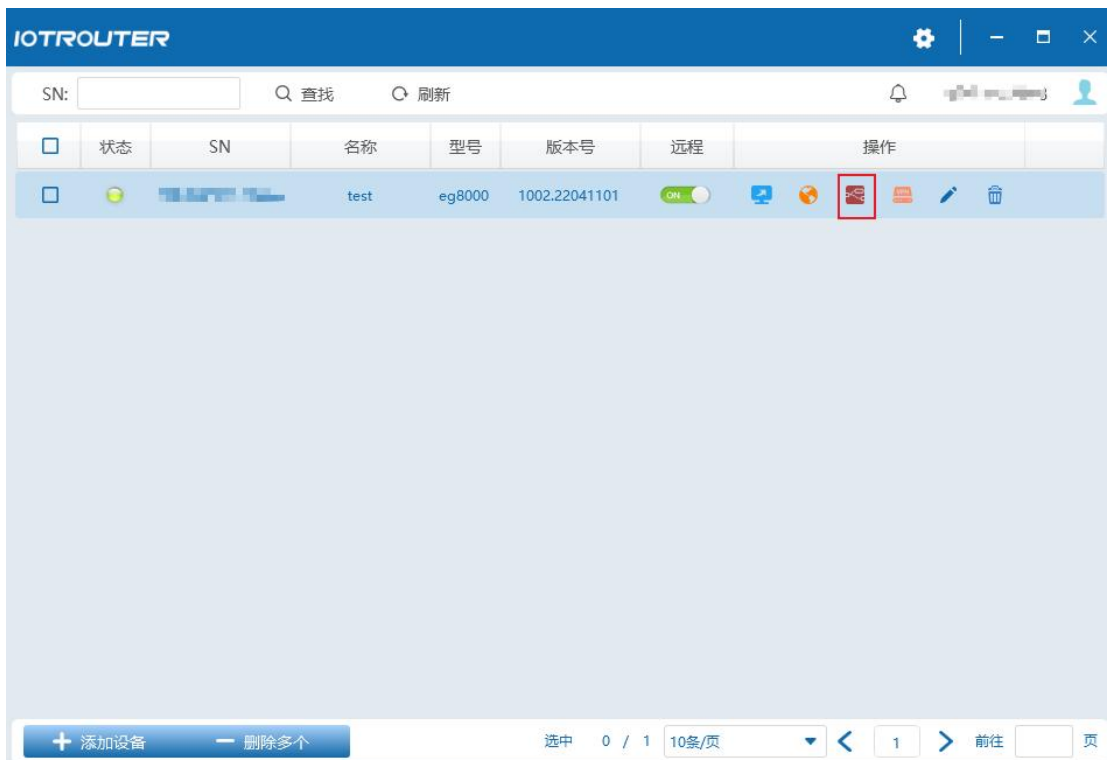 IOTROUTER
SN: 查找 刷新
状态 SN 名称 型号 版本号 远程 操作
test eg8000 1002.22041101 ON
添加设备 删除多个 选中 0 / 1 10条/页 1 前往 页